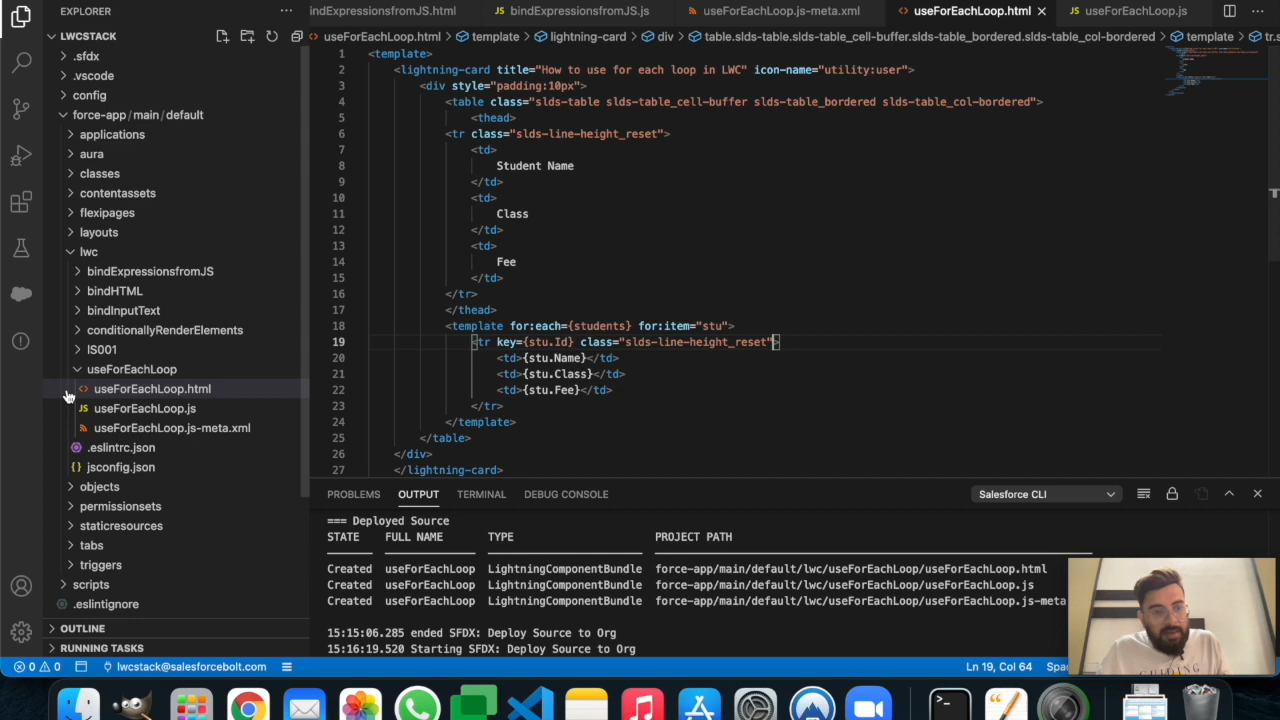 EXPLORER
indExpressionsfromJS.html
bindExpressionsfromJS.js
useForEachLoop.js-meta.xml
useForEachLoop.html
useForEachLoop.js
LWCSTACK
useForEachLoop.html > template > lightning-card > div > table.slds-table.slds-table_cell-buffer.slds-table_bordered.slds-table_col-bordered > template > tr.s
.sfdx
.vscode
config
force-app/main/default
applications
aura
classes
contentassets
flexipages
layouts
lwc
bindExpressionsfromJS
bindHTML
bindInputText
conditionallyRenderElements
IS001
useForEachLoop
useForEachLoop.html
useForEachLoop.js
useForEachLoop.js-meta.xml
.eslintrc.json
jsconfig.json
objects
permissionsets
staticresources
tabs
triggers
scripts
.eslintignore
OUTLINE
RUNNING TASKS
1 <template>
2 <lightning-card title="How to use for each loop in LWC" icon-name="utility:user">
3 <div style="padding:10px">
4 <table class="slds-table slds-table_cell-buffer slds-table_bordered slds-table_col-bordered">
5 <thead>
6 <tr class="slds-line-height_reset">
7 <td>
8 Student Name
9 </td>
10 <td>
11 Class
12 </td>
13 <td>
14 Fee
15 </td>
16 </tr>
17 </thead>
18 <template for:each={students} for:item="stu">
19 <tr key={stu.Id} class="slds-line-height_reset">
20 <td>{stu.Name}</td>
21 <td>{stu.Class}</td>
22 <td>{stu.Fee}</td>
23 </tr>
24 </template>
25 </table>
26 </div>
27 </lightning-card>
PROBLEMS OUTPUT TERMINAL DEBUG CONSOLE Salesforce CLI
=== Deployed Source
STATE FULL NAME TYPE PROJECT PATH
Created useForEachLoop LightningComponentBundle force-app/main/default/lwc/useForEachLoop/useForEachLoop.html
Created useForEachLoop LightningComponentBundle force-app/main/default/lwc/useForEachLoop/useForEachLoop.js
Created useForEachLoop LightningComponentBundle force-app/main/default/lwc/useForEachLoop/useForEachLoop.js-meta
15:15:06.285 ended SFDX: Deploy Source to Org
15:16:19.520 Starting SFDX: Deploy Source to Org
GUIDING
0 0 lwcstack@salesforcebolt.com Ln 19, Col 64 Spac